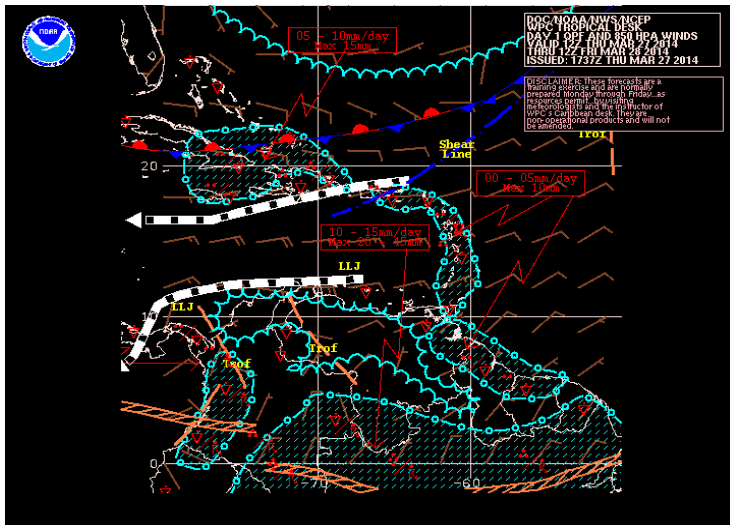 NOAA
DOC/NOAA/NWS/NCEP
WPC TROPICAL DESK
DAY 1 QPF AND 850 HPA WINDS
VALID 12Z THU MAR 27 2014
THRU 12Z FRI MAR 28 2014
ISSUED: 1737Z THU MAR 27 2014
DISCLAIMER: These forecasts are a
training exercise and are normally
prepared Monday through Friday...as
resources permit...by visiting
meteorologists and the instructor of
WPC's Caribbean desk. They are
non-operational products and will not
be amended.
05 - 10mm/day
Max 15mm
Trof
Shear
Line
20
00 - 05mm/day
Max 10mm
10 - 15mm/day
Max 20 - 45mm
LLJ
LLJ
10
Trof
Trof
0
-70
-60